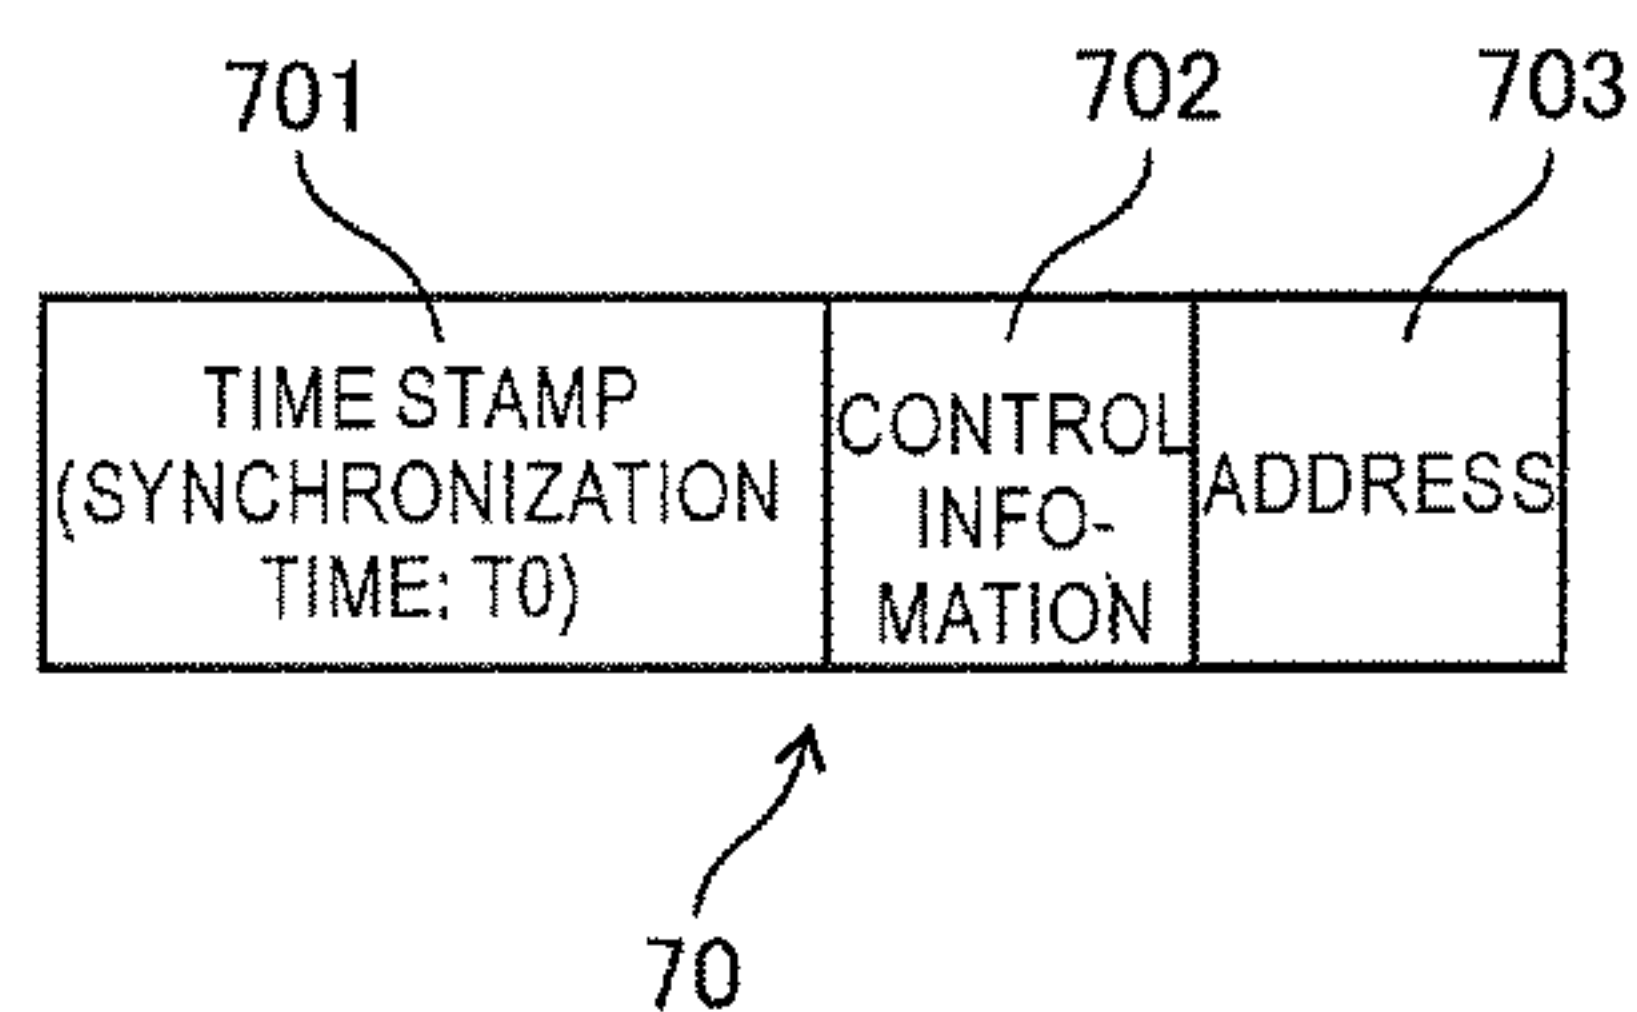 701
702
703
TIME STAMP
(SYNCHRONIZATION
TIME: T0)
CONTROL
INFO-
MATION
ADDRESS
70